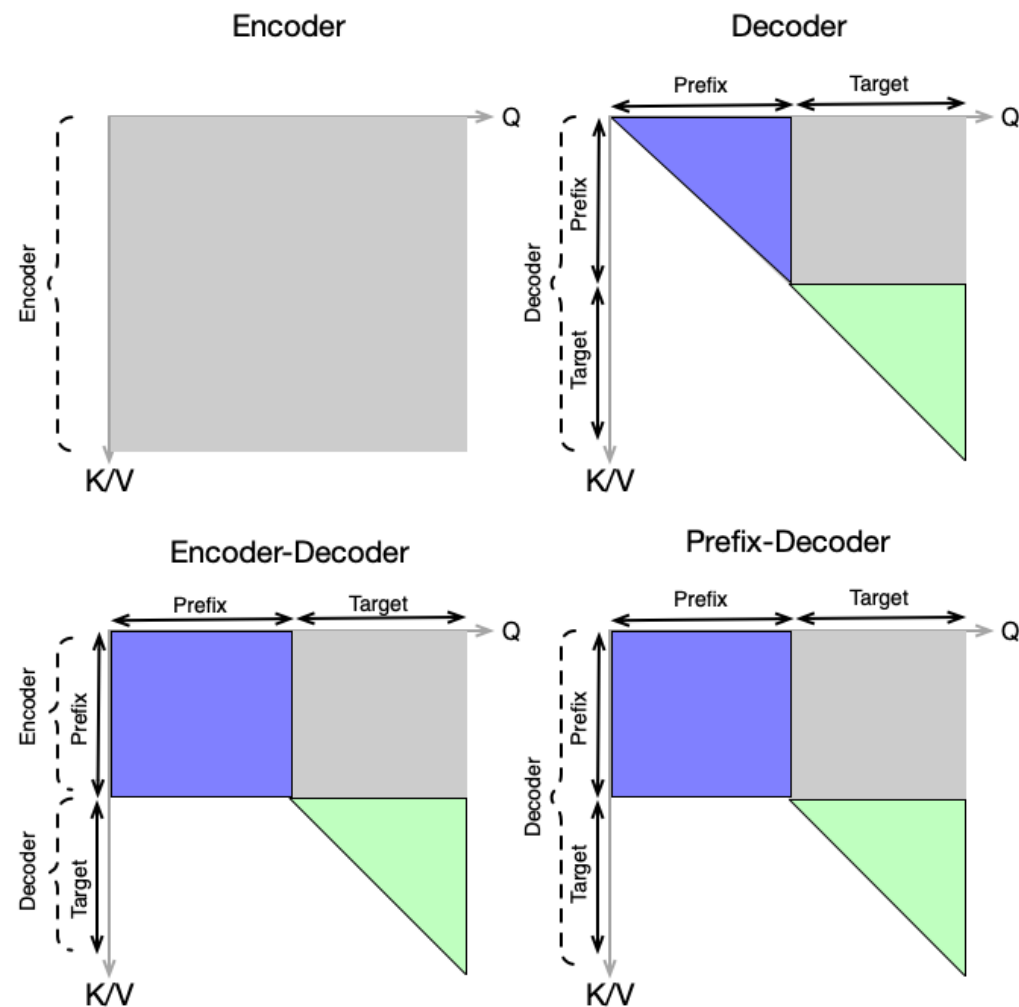 Encoder
Encoder
Q
K/V
Decoder
Prefix
Target
Decoder
Prefix
Target
Q
K/V
Encoder-Decoder
Prefix
Target
Encoder
Decoder
Prefix
Target
Q
K/V
Prefix-Decoder
Prefix
Target
Decoder
Prefix
Target
Q
K/V